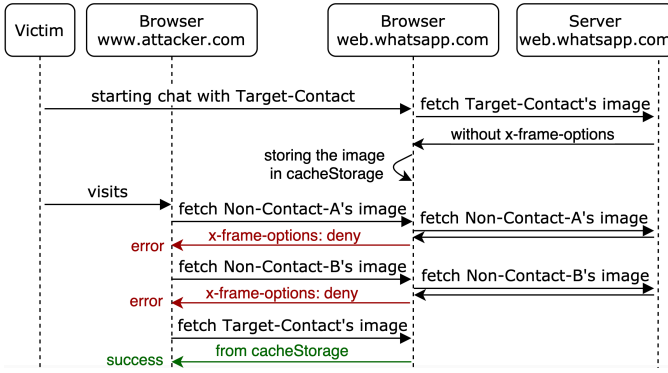 Victim
Browser
www.attacker.com
Browser
web.whatsapp.com
Server
web.whatsapp.com
starting chat with Target-Contact
fetch Target-Contact's image
without x-frame-options
storing the image
in cacheStorage
visits
fetch Non-Contact-A's image
fetch Non-Contact-A's image
x-frame-options: deny
error
fetch Non-Contact-B's image
fetch Non-Contact-B's image
x-frame-options: deny
error
fetch Target-Contact's image
from cacheStorage
success